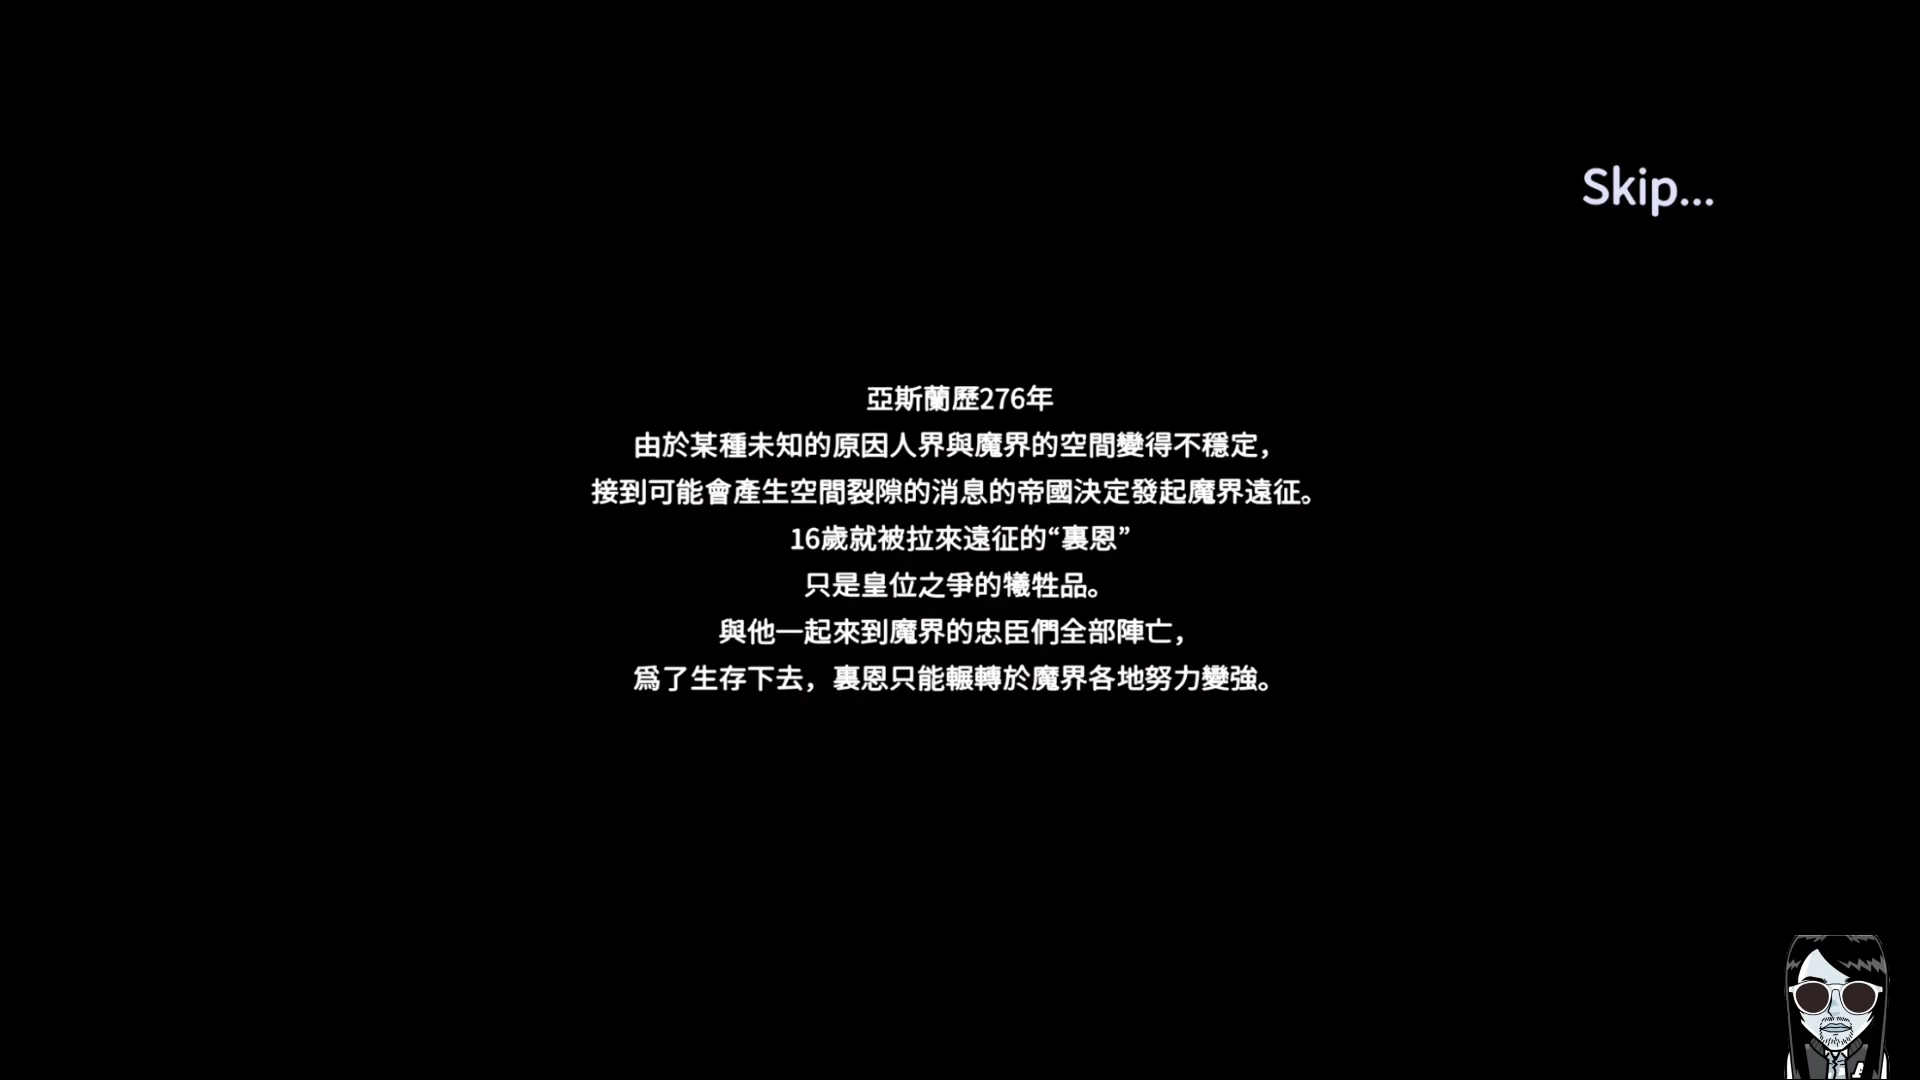 Skip...
亞斯蘭歷276年
由於某種未知的原因人界與魔界的空間變得不穩定，
接到可能會產生空間裂隙的消息的帝國決定發起魔界遠征。
16歲就被拉來遠征的“裏恩”
只是皇位之爭的犧牲品。
與他一起來到魔界的忠臣們全部陣亡，
爲了生存下去，裏恩只能輾轉於魔界各地努力變強。